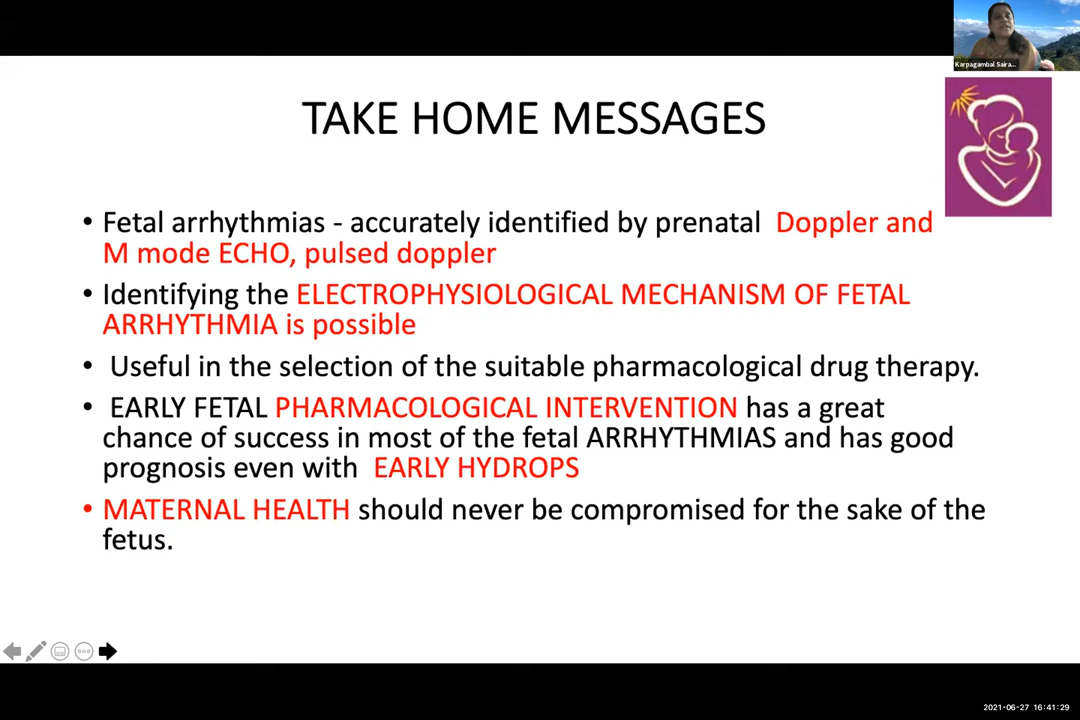 Karpagambal Saira...
TAKE HOME MESSAGES
• Fetal arrhythmias - accurately identified by prenatal Doppler and
M mode ECHO, pulsed doppler
• Identifying the ELECTROPHYSIOLOGICAL MECHANISM OF FETAL
ARRHYTHMIA is possible
• Useful in the selection of the suitable pharmacological drug therapy.
• EARLY FETAL PHARMACOLOGICAL INTERVENTION has a great
chance of success in most of the fetal ARRHYTHMIAS and has good
prognosis even with EARLY HYDROPS
• MATERNAL HEALTH should never be compromised for the sake of the
fetus.
2021-06-27 16:41:29